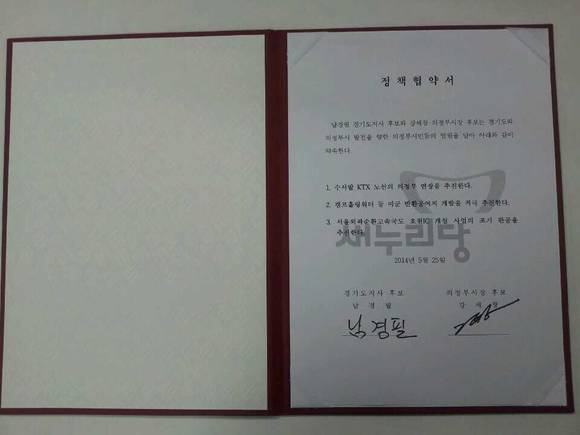 정책협약서
남경필 경기도지사 후보와 강세창 의정부시장 후보는 경기도와
의정부시 발전을 향한 의정부시민들의 염원을 담아 아래와 같이
약속한다.
1. 수서발 KTX 노선의 의정부 연장을 추진한다.
2. 캠프홀링워터 등 미군 반환공여지 개발을 적극 추진한다.
3. 서울외곽순환고속국도 호원IC 개설 사업의 조기 완공을
추진한다.
새누리당
2014년 5월 25일
경기도지사 후보 의정부시장 후보
남경필 강세창
남경필